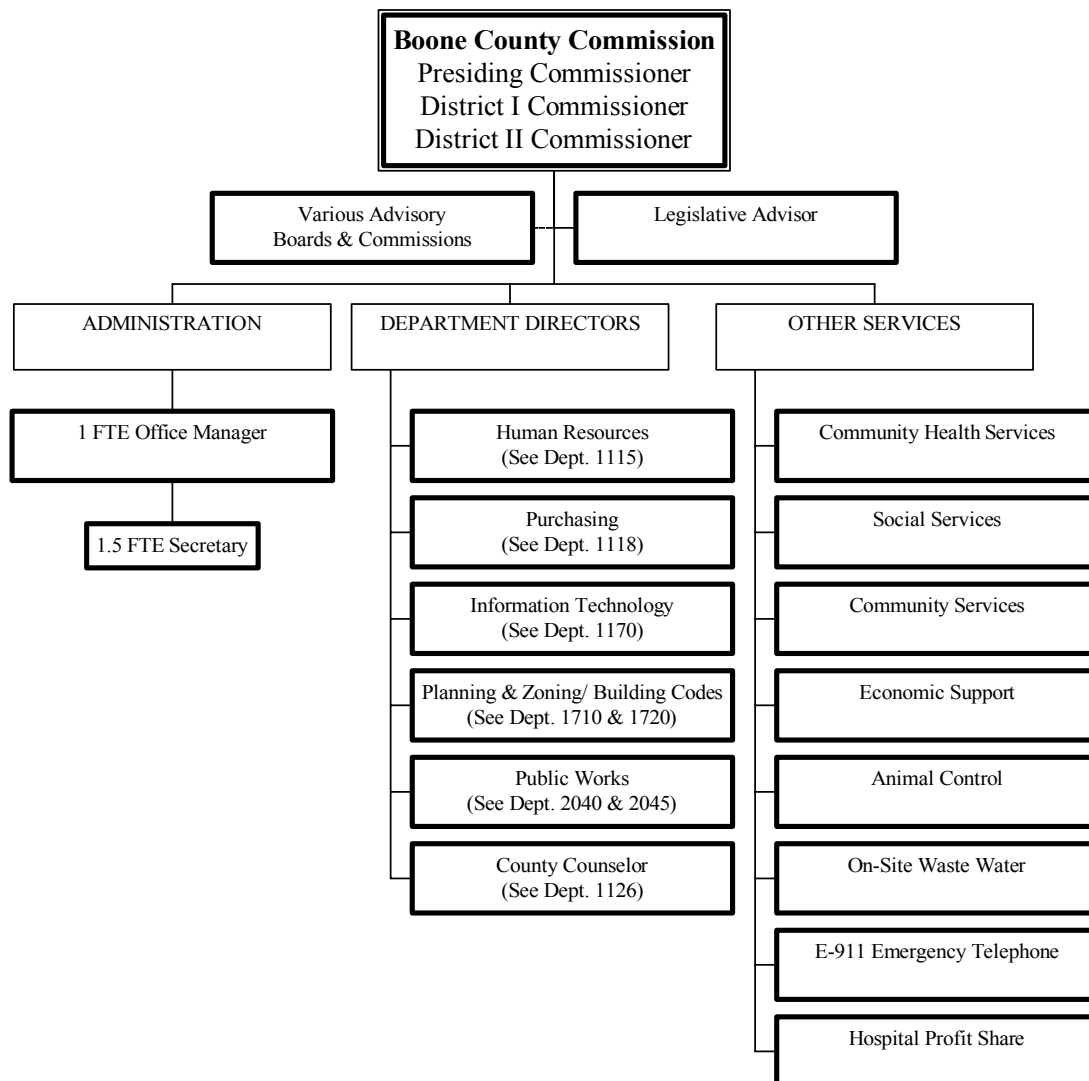 Boone County Commission
Presiding Commissioner
District I Commissioner
District II Commissioner
Various Advisory
Boards & Commissions
Legislative Advisor
ADMINISTRATION
DEPARTMENT DIRECTORS
OTHER SERVICES
1 FTE Office Manager
1.5 FTE Secretary
Human Resources
(See Dept. 1115)
Purchasing
(See Dept. 1118)
Information Technology
(See Dept. 1170)
Planning & Zoning/ Building Codes
(See Dept. 1710 & 1720)
Public Works
(See Dept. 2040 & 2045)
County Counselor
(See Dept. 1126)
Community Health Services
Social Services
Community Services
Economic Support
Animal Control
On-Site Waste Water
E-911 Emergency Telephone
Hospital Profit Share